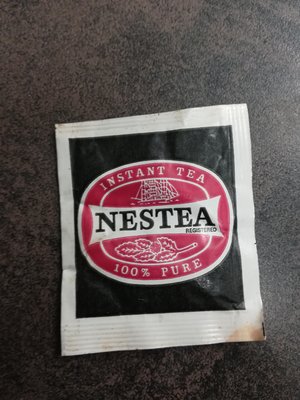 INSTANT TEA
NESTEA
REGISTERED
100% PURE